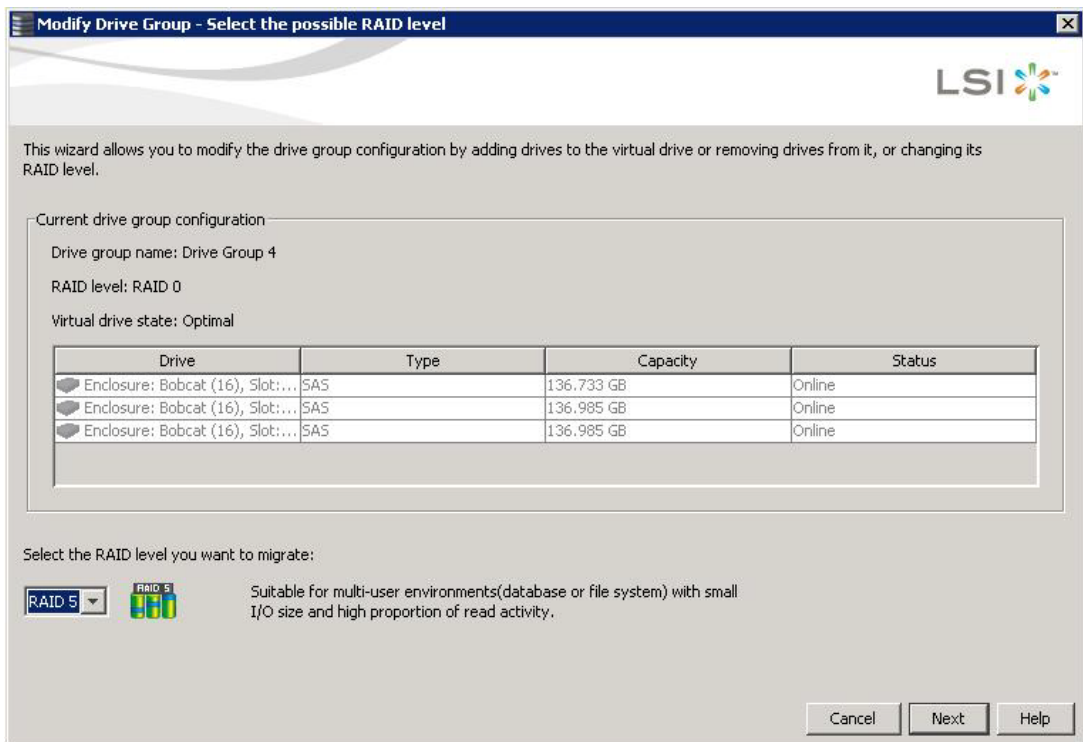 Modify Drive Group - Select the possible RAID level
LSI
This wizard allows you to modify the drive group configuration by adding drives to the virtual drive or removing drives from it, or changing its
RAID level.
Current drive group configuration
Drive group name: Drive Group 4
RAID level: RAID 0
Virtual drive state: Optimal
Drive Type Capacity Status
Enclosure: Bobcat (16), Slot:... SAS 136.733 GB Online
Enclosure: Bobcat (16), Slot:... SAS 136.985 GB Online
Enclosure: Bobcat (16), Slot:... SAS 136.985 GB Online
Select the RAID level you want to migrate:
RAID 5
RAID 5
Suitable for multi-user environments(database or file system) with small
I/O size and high proportion of read activity.
Cancel Next Help